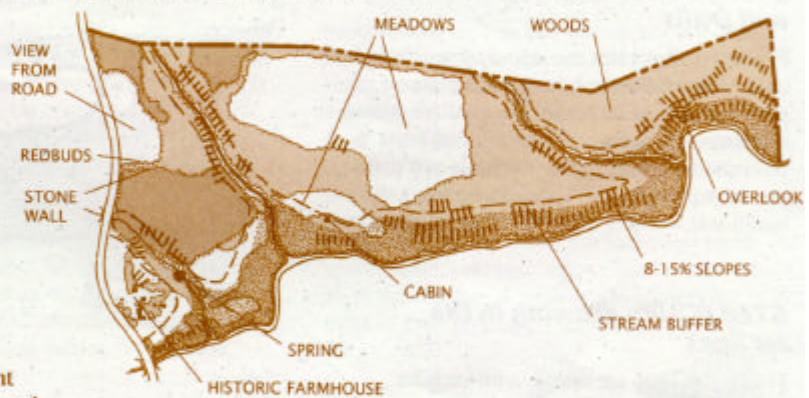 MEADOWS
WOODS
VIEW
FROM
ROAD
REDBUDS
STONE
WALL
OVERLOOK
8-15% SLOPES
CABIN
STREAM BUFFER
SPRING
HISTORIC FARMHOUSE